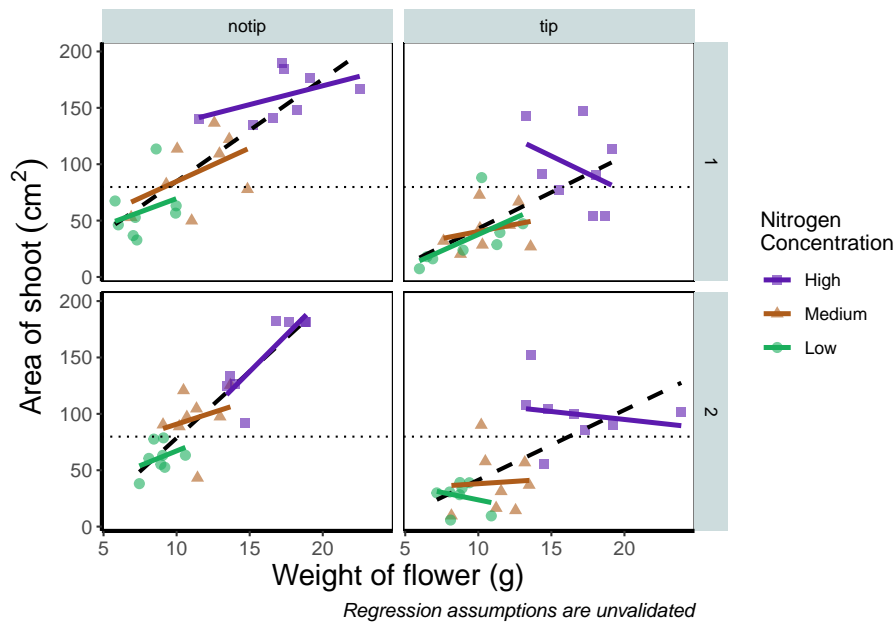 notip
tip
200
150
100
50
0
1
Area of shoot (cm²)
200
150
100
50
0
2
5
10
15
20
5
10
15
20
Weight of flower (g)
Regression assumptions are unvalidated
Nitrogen
Concentration
High
Medium
Low